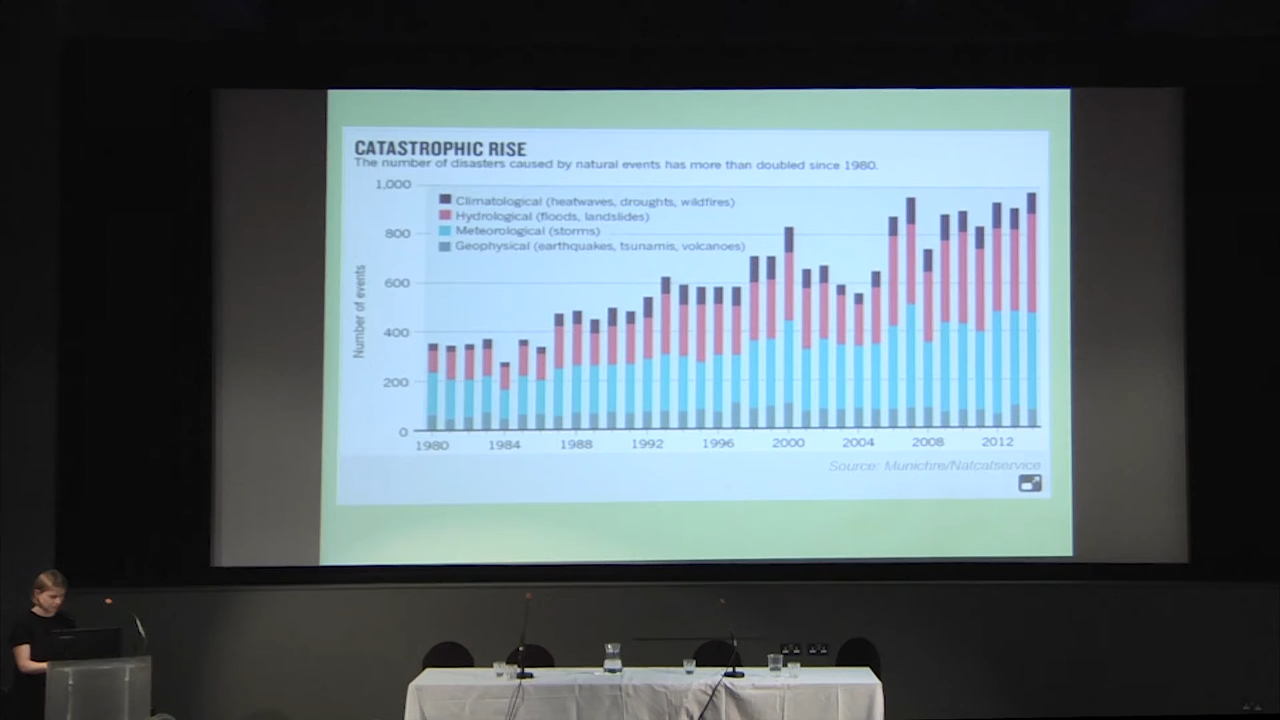 CATASTROPHIC RISE
The number of disasters caused by natural events has more than doubled since 1980.
1,000
800
600
400
200
0
Number of events
Climatological (heatwaves, droughts, wildfires)
Hydrological (floods, landslides)
Meteorological (storms)
Geophysical (earthquakes, tsunamis, volcanoes)
1980 1984 1988 1992 1996 2000 2004 2008 2012
Source: Munichre/Natcatservice